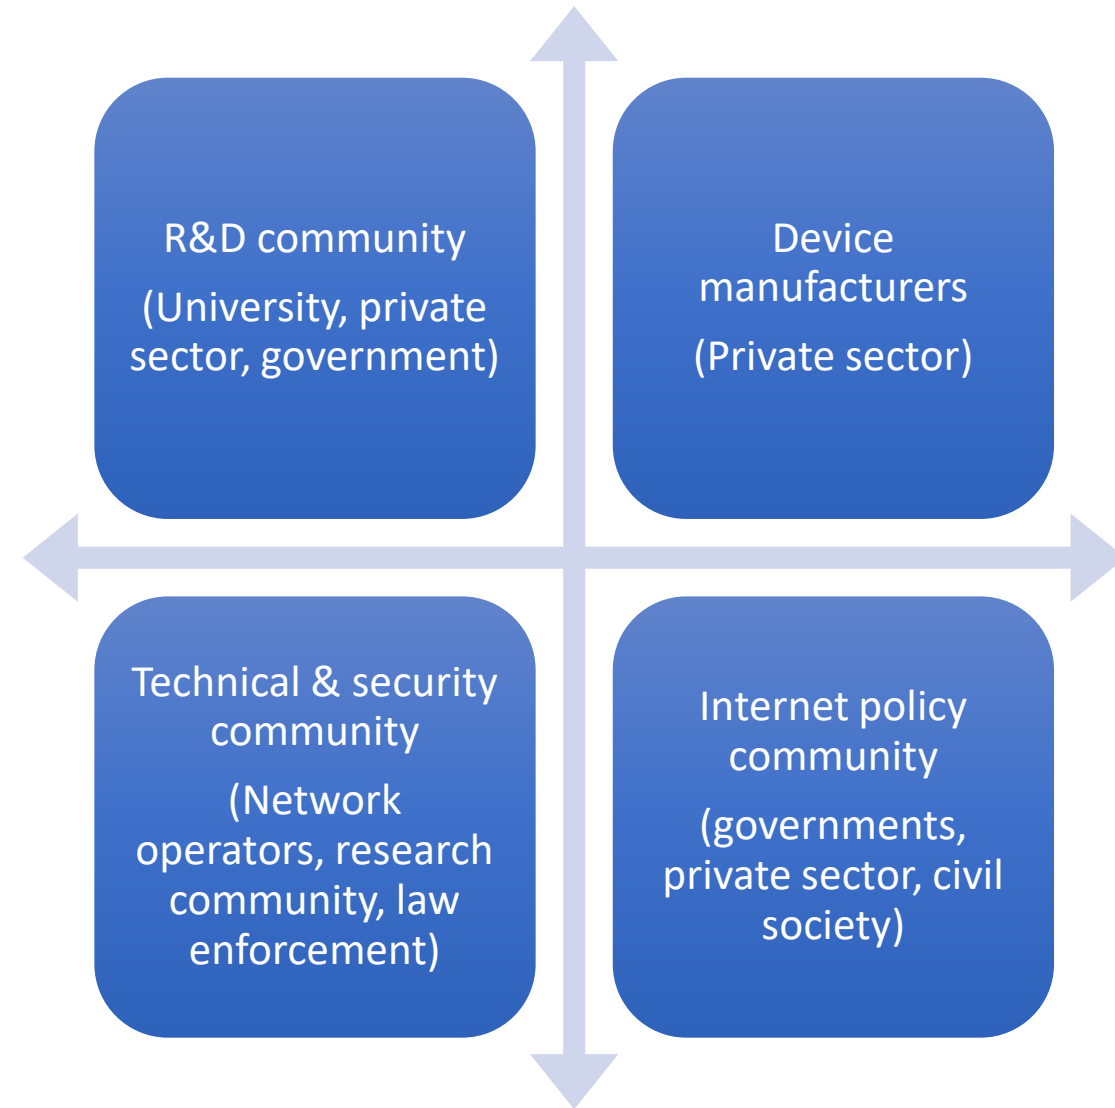 R&D community
(University, private
sector, government)
Device
manufacturers
(Private sector)
Technical & security
community
(Network
operators, research
community, law
enforcement)
Internet policy
community
(governments,
private sector, civil
society)